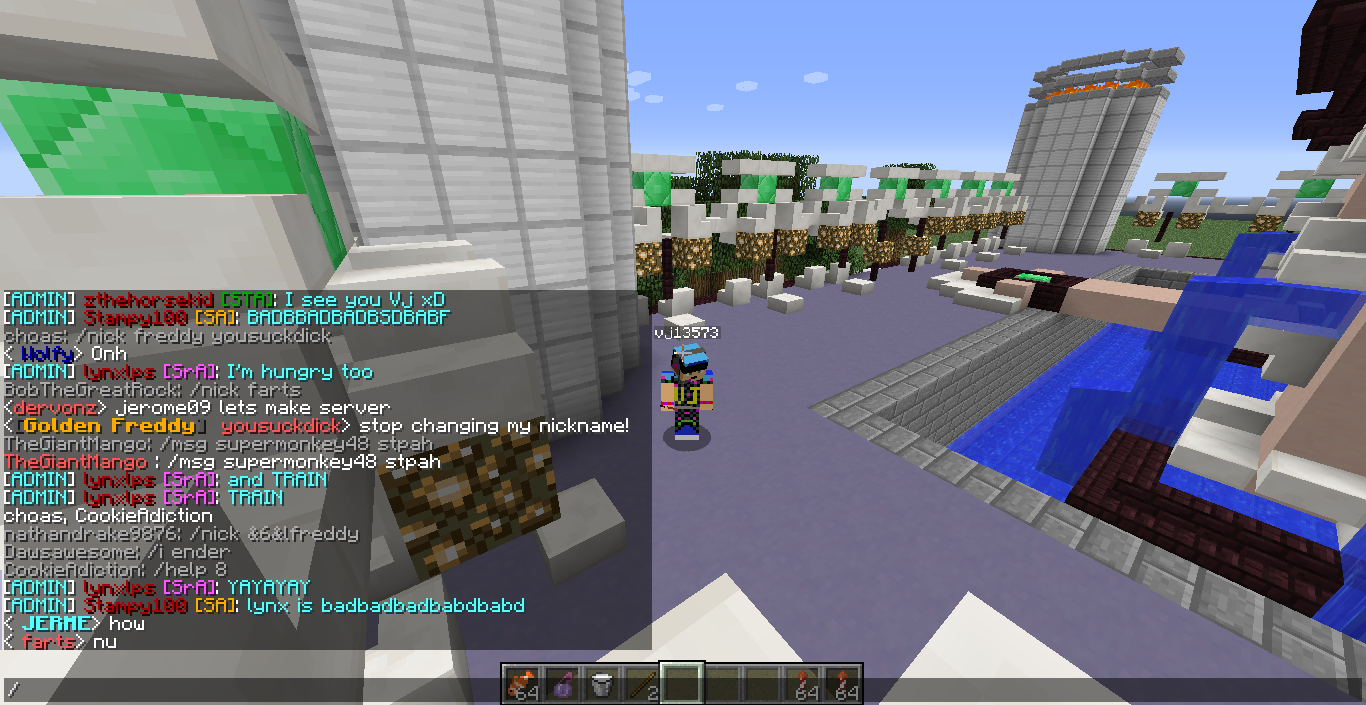 [ADMIN] zthehorsekid [STA]: I see you Vj xD
[ADMIN] Stampy100 [SA]: BADBBADBADBSDBABF
choas: /nick freddy yousuckdick
< Wolfy> Onh
[ADMIN] lynxlps [SrA]: I'm hungry too
BobTheGreatRock: /nick farts
<dervonz> jerome09 lets make server
< [Golden Freddy] yousuckdick> stop changing my nickname!
TheGiantMango: /msg supermonkey48 stpah
TheGiantMango : /msg supermonkey48 stpah
[ADMIN] lynxlps [SrA]: and TRAIN
[ADMIN] lynxlps [SrA]: TRAIN
choas, CookieAdiction
nathandrake9876: /nick &6&lfreddy
Dawsawesome: /i ender
CookieAdiction: /help 8
[ADMIN] lynxlps [SrA]: YAYAYAY
[ADMIN] Stampy100 [SA]: lynx is badbadbadbabdbabd
< JERME> how
< farts> nu
/
vj13573
64
2
64
64